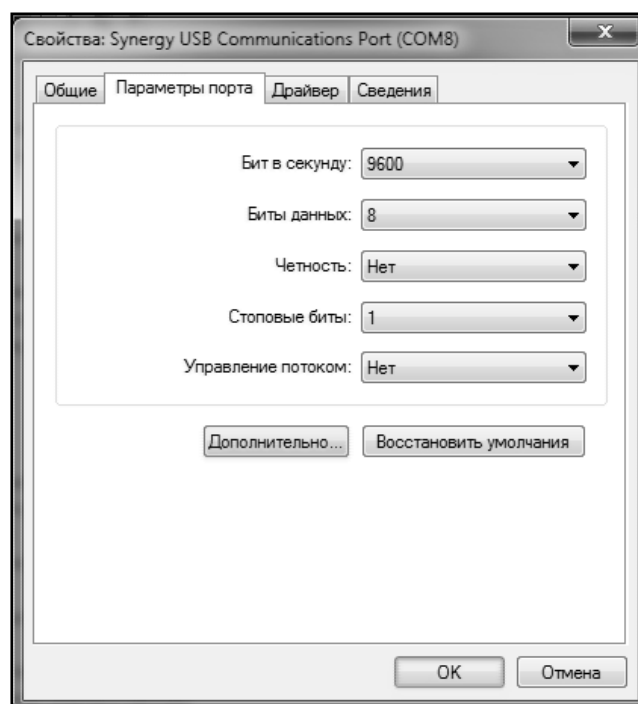 Свойства: Synergy USB Communications Port (COM8)
Общие Параметры порта Драйвер Сведения
Бит в секунду: 9600
Биты данных: 8
Четность: Нет
Стоповые биты: 1
Управление потоком: Нет
Дополнительно... Восстановить умолчания
OK Отмена